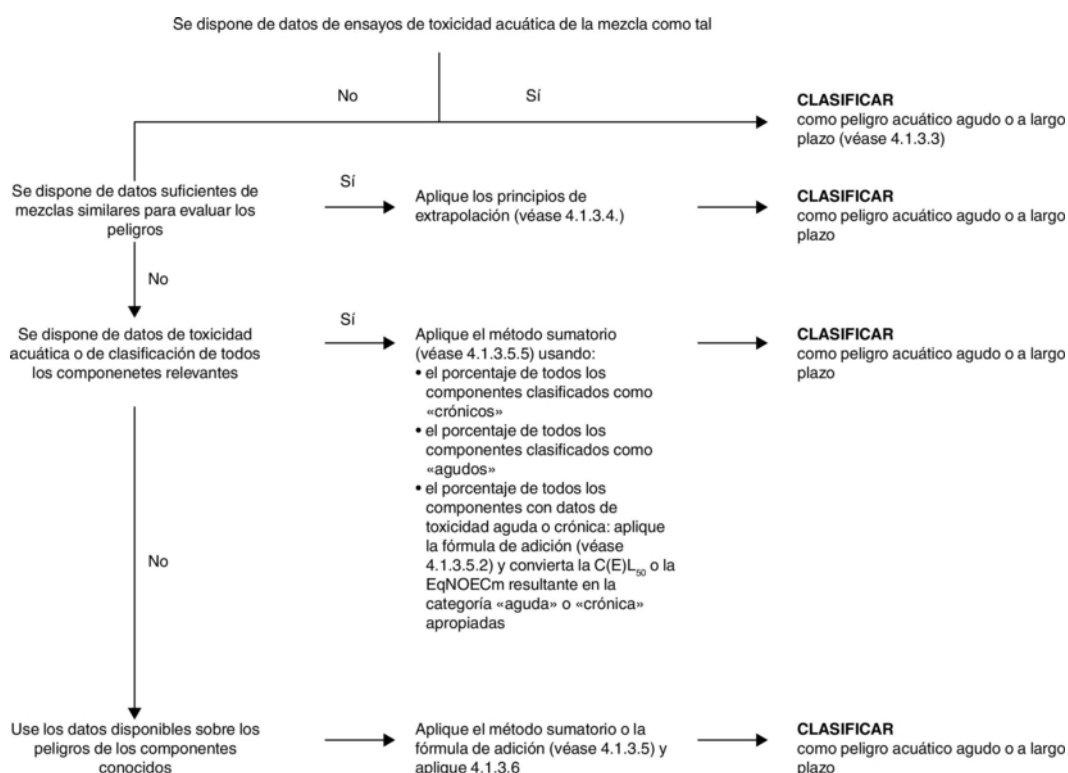 Se dispone de datos de ensayos de toxicidad acuática de la mezcla como tal
No
Sí
CLASIFICAR
como peligro acuático agudo o a largo
plazo (véase 4.1.3.3)
Se dispone de datos suficientes de
mezclas similares para evaluar los
peligros
Sí
Aplique los principios de
extrapolación (véase 4.1.3.4.)
CLASIFICAR
como peligro acuático agudo o a largo
plazo
No
Se dispone de datos de toxicidad
acuática o de clasificación de todos
los componenetes relevantes
Sí
Aplique el método sumatorio
(véase 4.1.3.5.5) usando:
• el porcentaje de todos los
componentes clasificados como
«crónicos»
• el porcentaje de todos los
componentes clasificados como
«agudos»
• el porcentaje de todos los
componentes con datos de
toxicidad aguda o crónica: aplique
la fórmula de adición (véase
4.1.3.5.2) y convierta la C(E)L50 o la
EqNOECm resultante en la
categoría «aguda» o «crónica»
apropiadas
CLASIFICAR
como peligro acuático agudo o a largo
plazo
No
Use los datos disponibles sobre los
peligros de los componentes
conocidos
Aplique el método sumatorio o la
fórmula de adición (véase 4.1.3.5) y
aplique 4.1.3.6
CLASIFICAR
como peligro acuático agudo o a largo
plazo